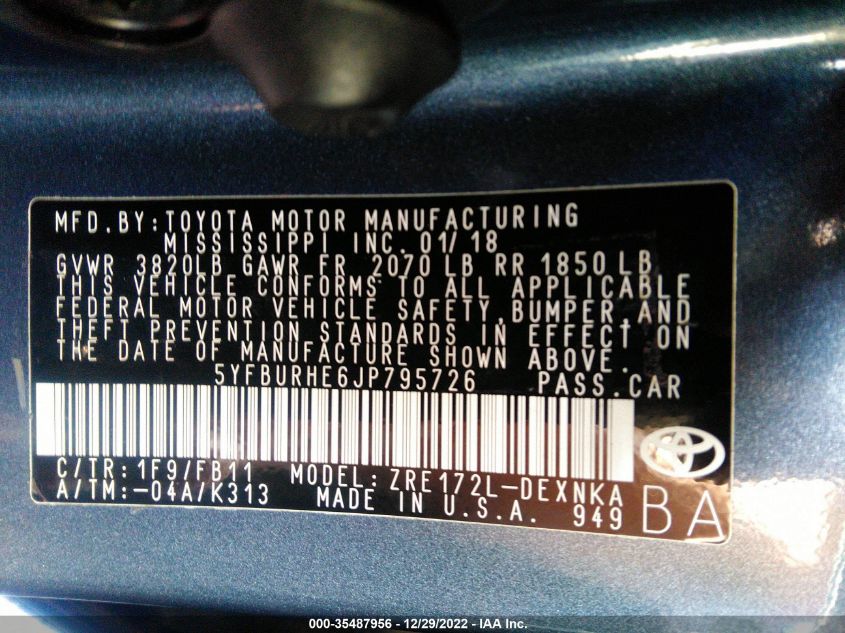 MFD. BY: TOYOTA MOTOR MANUFACTURING
MISSISSIPPI INC. 01/18
GVWR 3820LB GAWR FR 2070 LB RR 1850 LB
THIS VEHICLE CONFORMS TO ALL APPLICABLE
FEDERAL MOTOR VEHICLE SAFETY, BUMPER, AND
THEFT PREVENTION STANDARDS IN EFFECT ON
THE DATE OF MANUFACTURE SHOWN ABOVE.
5YFBURHE6JP795726 PASS.CAR
C/TR:1F9/FB11 MODEL: ZRE172L-DEXNKA
A/TM:-04A/K313 MADE IN U.S.A. 949 BA
000-35487956 - 12/29/2022 - IAA Inc.